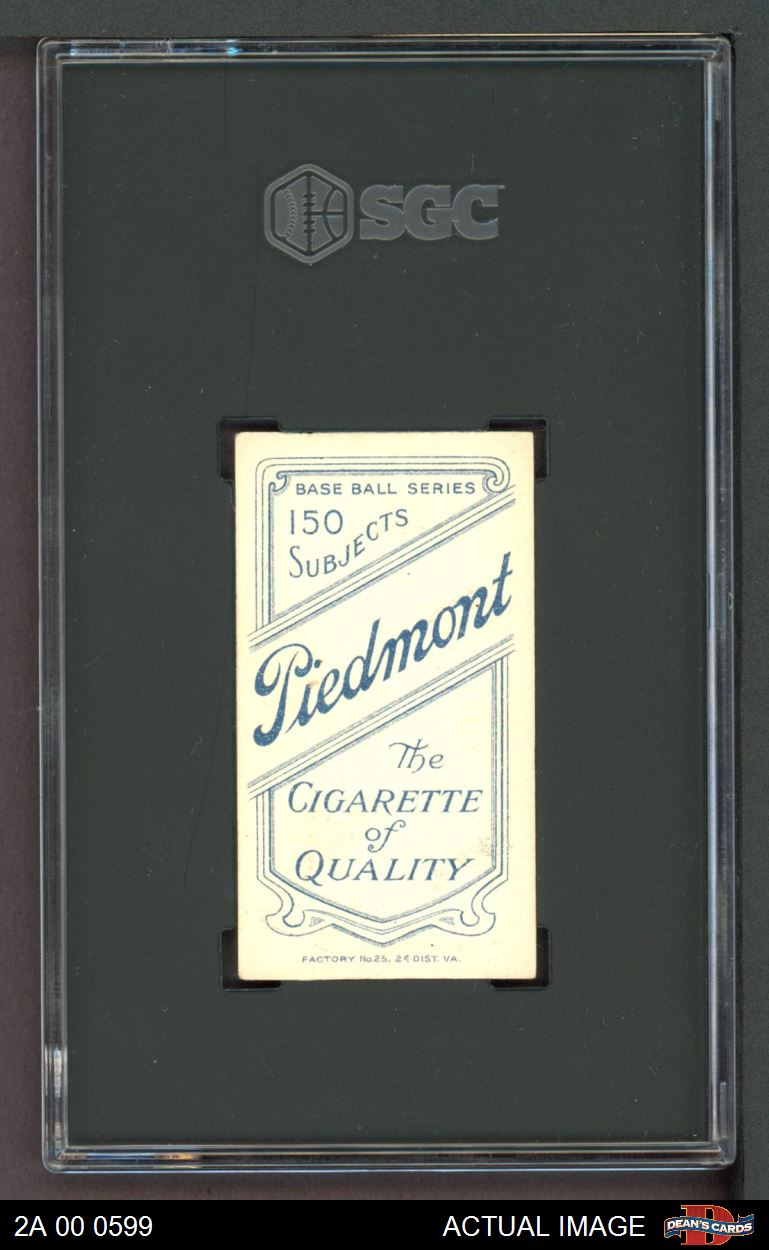 SGC
BASE BALL SERIES
150
SUBJECTS
Piedmont
The
CIGARETTE
of
QUALITY
FACTORY No.25. 2d DIST. VA.
2A 00 0599
ACTUAL IMAGE
DEAN'S CARDS